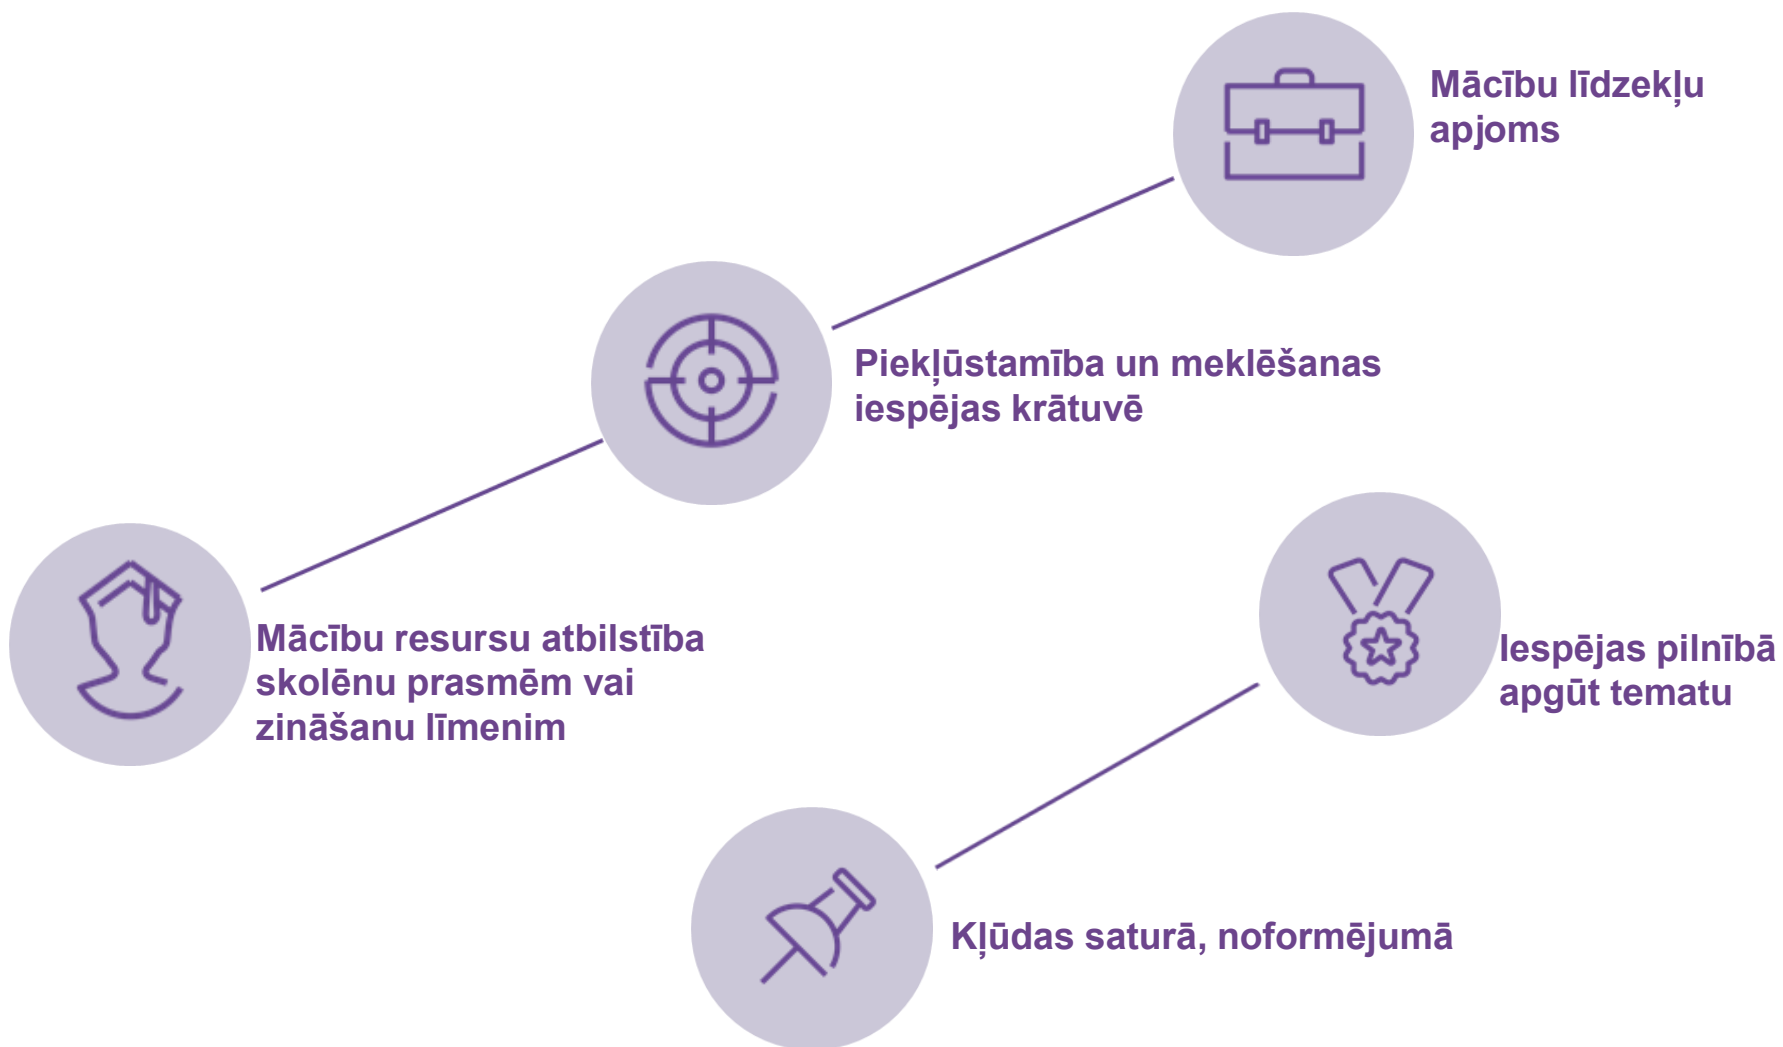 Mācību līdzekļu
apjoms
Piekļūstamība un meklēšanas
iespējas krātuvē
Mācību resursu atbilstība
skolēnu prasmēm vai
zināšanu līmenim
Iespējas pilnībā
apgūt tematu
Kļūdas saturā, noformējumā